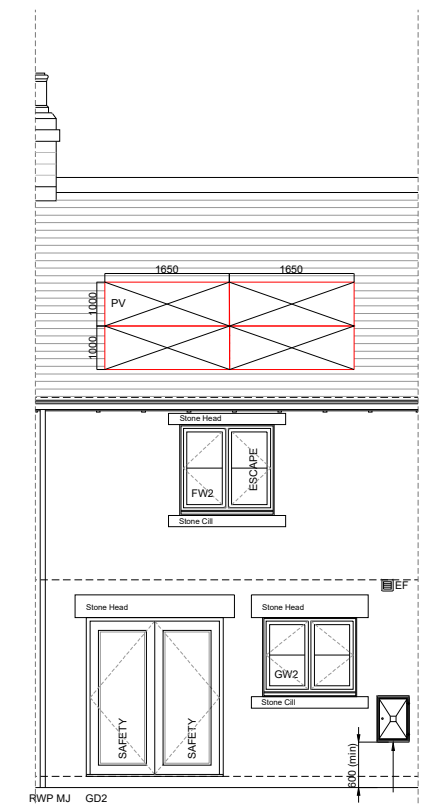 1650 1650
1000
PV
1000
Stone Head
ESCAPE
FW2
Stone Cill
EF
Stone Head
Stone Head
GW2
Stone Cill
SAFETY
SAFETY
600 (min)
RWP MJ GD2